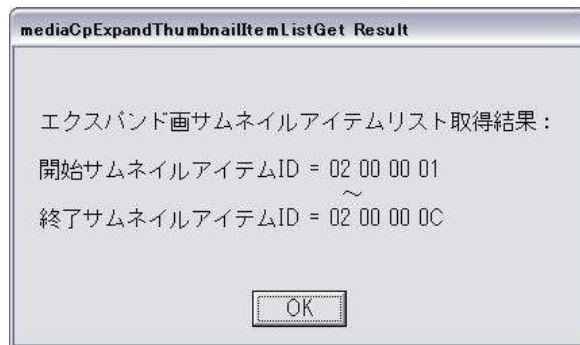 mediaCpExpandThumbnailItemListGet Result
エクスバンド画サムネイルアイテムリスト取得結果：
開始サムネイルアイテムID = 02 00 00 01
～
終了サムネイルアイテムID = 02 00 00 0C
OK